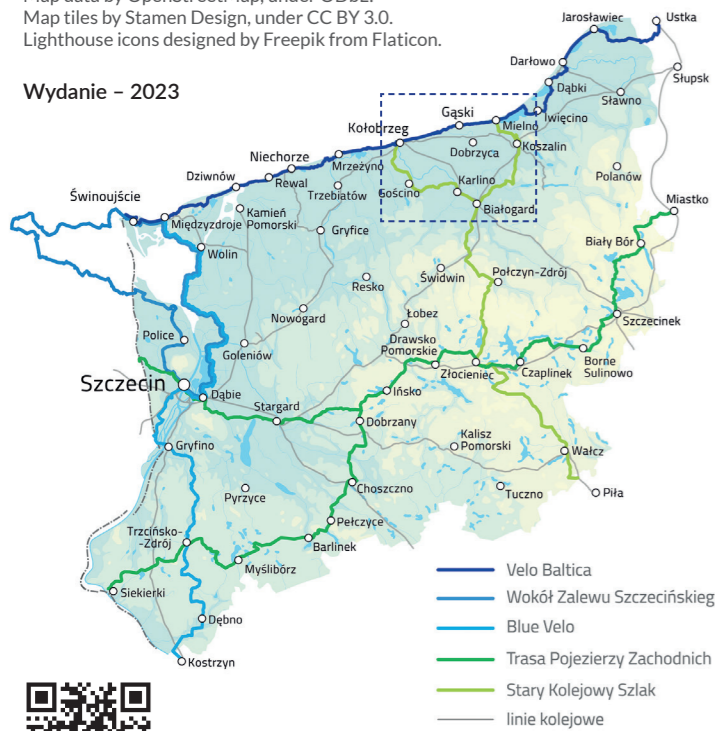 Map tiles by Stamen Design, under CC BY 3.0.
Lighthouse icons designed by Freepik from Flaticon.
Wydanie – 2023
Jarosławiec
Ustka
Darłowo
Słupsk
Dąbki
Sławno
Gąski
Iwięcino
Mielno
Kołobrzeg
Koszalin
Dobrzyca
Niechorze
Mrzeżyno
Polanów
Dziwnów
Rewal
Trzebiatów
Gościno
Karlino
Świnoujście
Białogard
Miastko
Międzyzdroje
Kamień
Pomorski
Gryfice
Biały Bór
Wolin
Świdwin
Połczyn-Zdrój
Resko
Nowogard
Łobez
Szczecinek
Police
Goleniów
Drawsko
Pomorskie
Borne
Sulinowo
Złocieniec
Czaplinek
Szczecin
Dąbie
Ińsko
Stargard
Dobrzany
Gryfino
Kalisz
Pomorski
Wałcz
Choszczno
Pyrzyce
Tuczno
Piła
Pełczyce
Trzcińsko-
Zdrój
Barlinek
Myślibórz
Siekierki
Dębno
Kostrzyn
Velo Baltica
Wokół Zalewu Szczecińskieg
Blue Velo
Trasa Pojezierzy Zachodnich
Stary Kolejowy Szlak
linie kolejowe